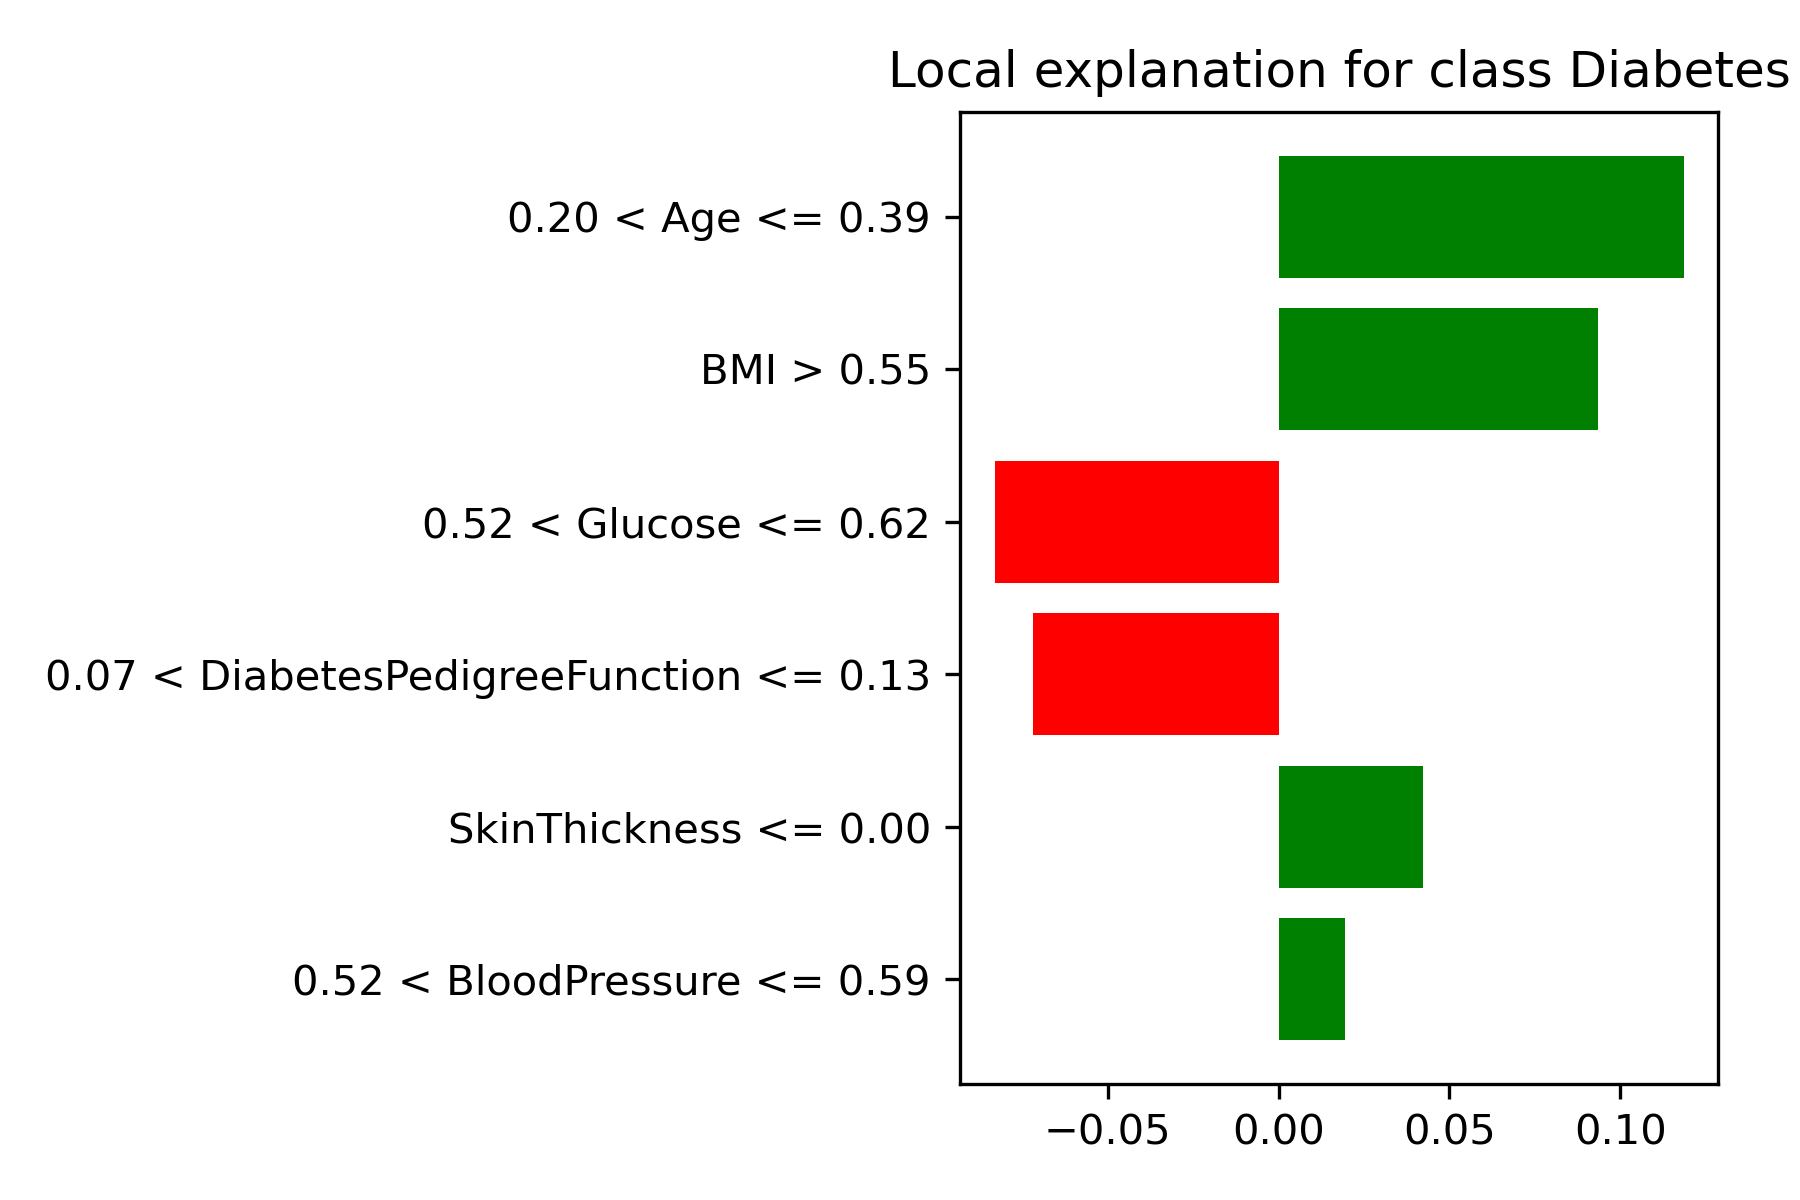 Local explanation for class Diabetes
0.20 < Age <= 0.39
BMI > 0.55
0.52 < Glucose <= 0.62
0.07 < DiabetesPedigreeFunction <= 0.13
SkinThickness <= 0.00
0.52 < BloodPressure <= 0.59
−0.05 0.00 0.05 0.10